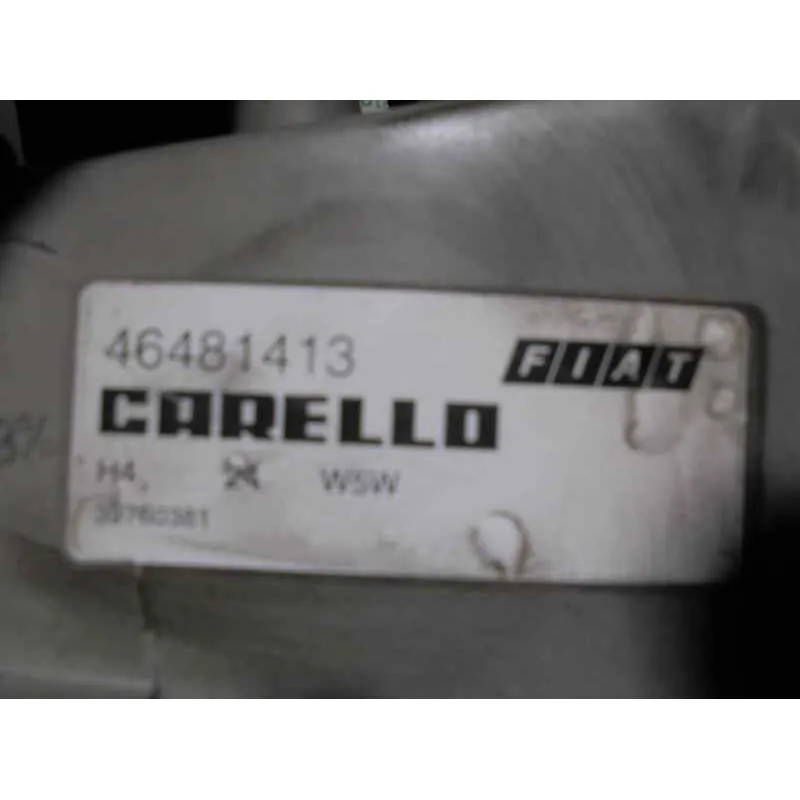 46481413
FIAT
CARELLO
H4, W5W